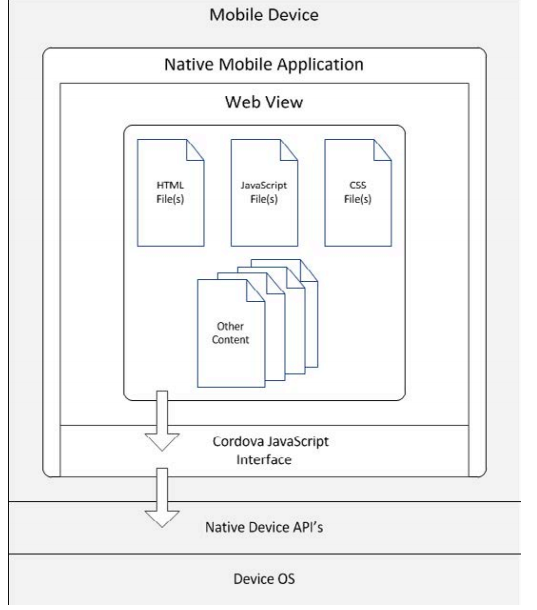 Mobile Device
Native Mobile Application
Web View
HTML
File(s)
JavaScript
File(s)
CSS
File(s)
Other
Content
Cordova JavaScript
Interface
Native Device API's
Device OS